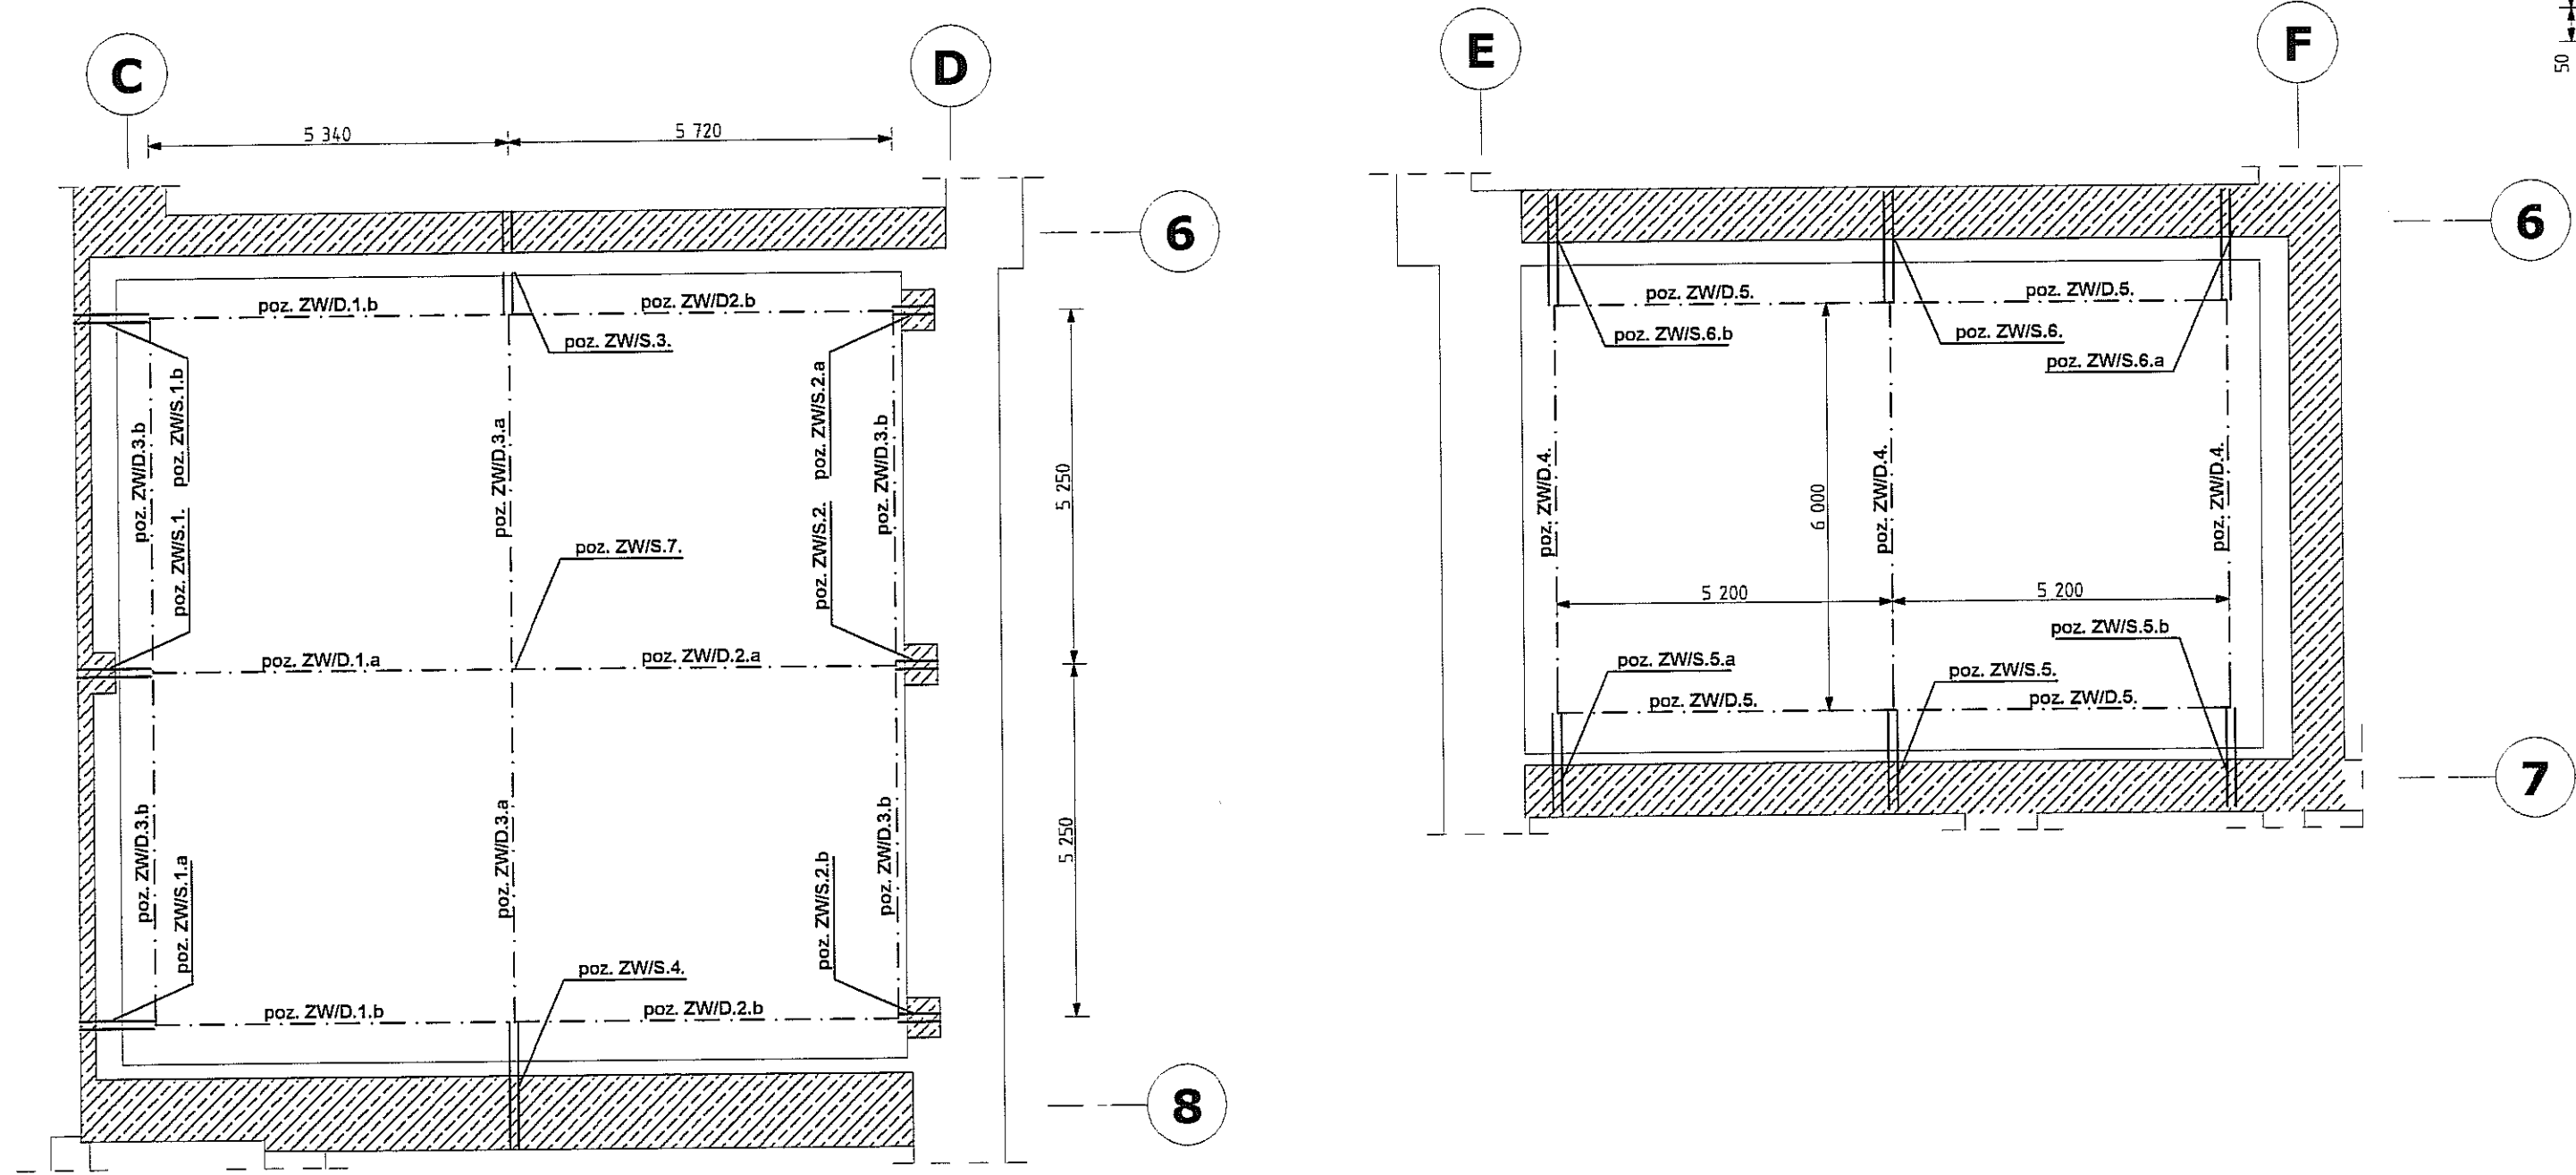 C
D
E
F
50
5 340
5 720
6
6
poz. ZW/D.1.b
poz. ZW/D2.b
poz. ZW/D.5.
poz. ZW/D.5.
poz. ZW/S.3.
poz. ZW/S.6.b
poz. ZW/S.6.
poz. ZW/S.6.a
poz. ZW/D.3.b
poz. ZW/S.1.b
poz. ZW/S.1.
poz. ZW/D.3.a
poz. ZW/S.2.a
poz. ZW/S.2.
poz. ZW/D.3.b
5 250
poz. ZW/D.4.
6 000
poz. ZW/D.4.
poz. ZW/D.4.
poz. ZW/S.7.
5 200
5 200
poz. ZW/S.5.b
poz. ZW/D.1.a
poz. ZW/D.2.a
poz. ZW/S.5.a
poz. ZW/S.5.
poz. ZW/D.5.
poz. ZW/D.5.
7
poz. ZW/D.3.b
poz. ZW/S.1.a
poz. ZW/D.3.a
poz. ZW/S.2.b
poz. ZW/D.3.b
5 250
poz. ZW/S.4.
poz. ZW/D.1.b
poz. ZW/D.2.b
8